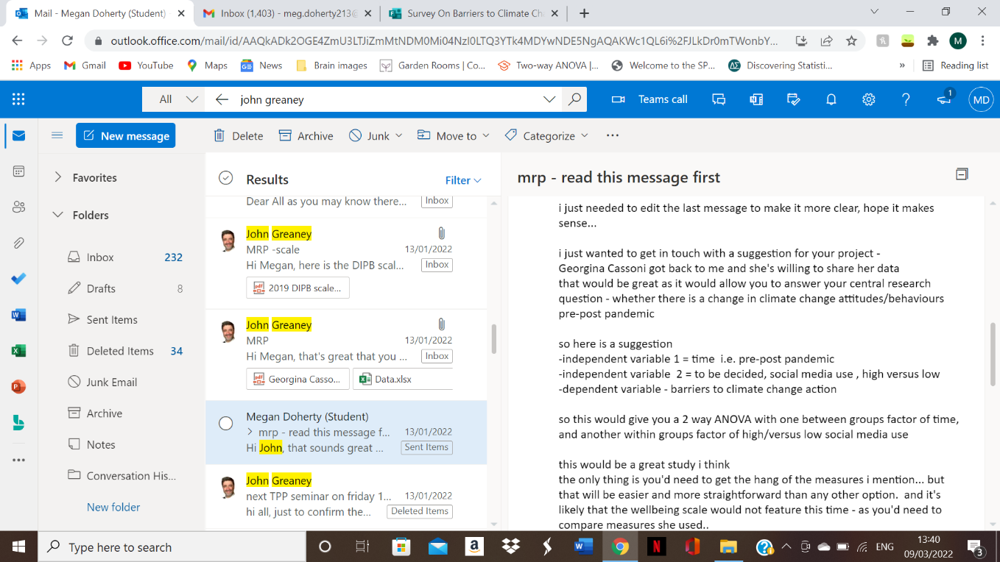 Mail - Megan Doherty (Student)
Inbox (1,403) - meg.doherty213@
Survey On Barriers to Climate Ch
outlook.office.com/mail/id/AAQkADk2OGE4ZmU3LTJiZmMtNDM0Mi04NzI0LTQ3YTk4MDYwNDE5NgAQAKWc1QL6i%2FJLkDr0mTWonbY...
M
Apps
Gmail
YouTube
Maps
News
Brain images
Garden Rooms | Co...
Two-way ANOVA |...
Welcome to the SP...
Discovering Statisti...
»
Reading list
All
john greaney
Teams call
1
MD
New message
Delete
Archive
Junk
Move to
Categorize
...
Favorites
Folders
Inbox 232
Drafts 8
Sent Items
Deleted Items 34
Junk Email
Archive
Notes
Conversation His...
New folder
Results
Filter
Dear All as you may know there... Inbox
John Greaney
MRP -scale 13/01/2022
Hi Megan, here is the DIPB scal... Inbox
pdf 2019 DIPB scale...
John Greaney
MRP 13/01/2022
Hi Megan, that's great that you ... Inbox
pdf Georgina Casso... Data.xlsx
Megan Doherty (Student)
> mrp - read this message f... 13/01/2022
Hi John, that sounds great ... Sent Items
John Greaney
next TPP seminar on friday 1... 13/01/2022
hi all, just to confirm the... Deleted Items
mrp - read this message first
i just needed to edit the last message to make it more clear, hope it makes
sense...
i just wanted to get in touch with a suggestion for your project -
Georgina Cassoni got back to me and she's willing to share her data
that would be great as it would allow you to answer your central research
question - whether there is a change in climate change attitudes/behaviours
pre-post pandemic
so here is a suggestion
-independent variable 1 = time i.e. pre-post pandemic
-independent variable 2 = to be decided, social media use , high versus low
-dependent variable - barriers to climate change action
so this would give you a 2 way ANOVA with one between groups factor of time,
and another within groups factor of high/versus low social media use
this would be a great study i think
the only thing is you'd need to get the hang of the measures i mention... but
that will be easier and more straightforward than any other option. and it's
likely that the wellbeing scale would not feature this time - as you'd need to
compare measures she used..
Type here to search
ENG
13:40
09/03/2022
3